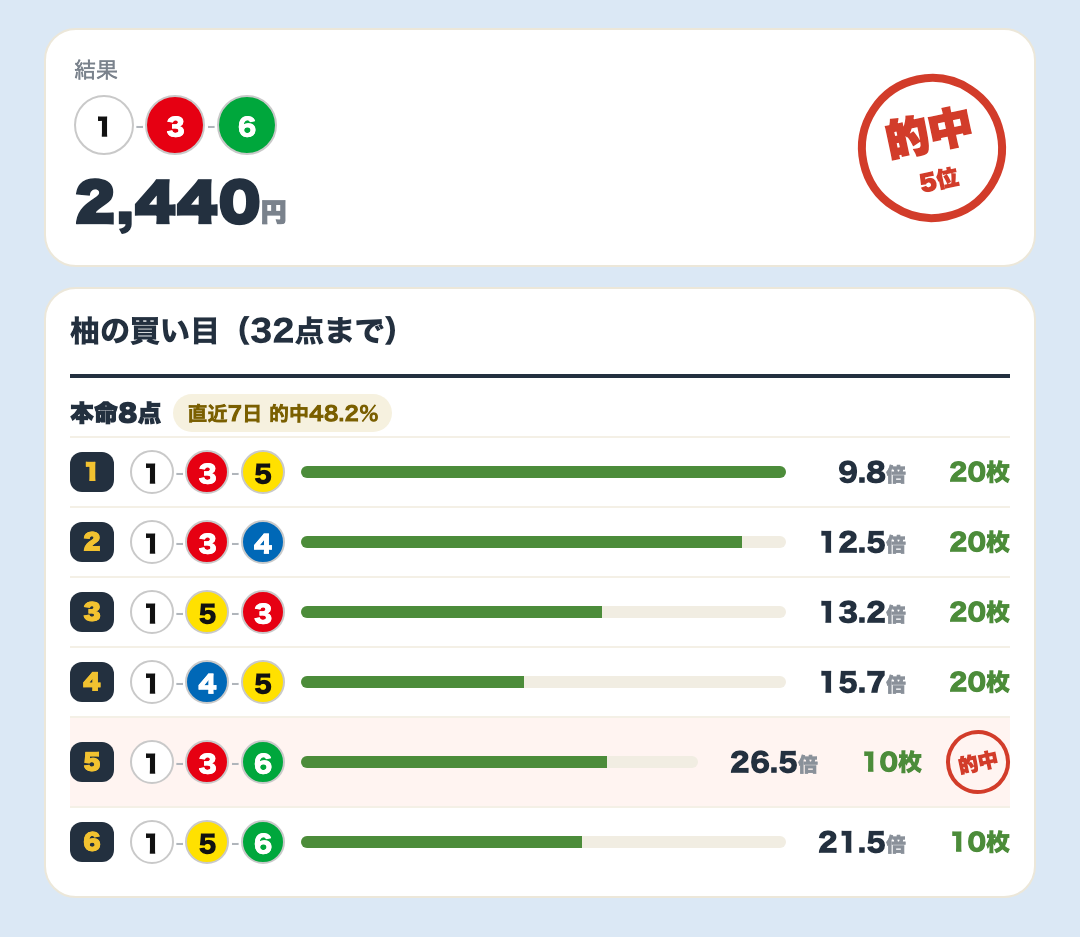 結果
1-3-6
2,440円
的中
5位
柚の買い目（32点まで）
本命8点 直近7日 的中48.2%
1 1-3-5 9.8倍 20枚
2 1-3-4 12.5倍 20枚
3 1-5-3 13.2倍 20枚
4 1-4-5 15.7倍 20枚
5 1-3-6 26.5倍 10枚 的中
6 1-5-6 21.5倍 10枚